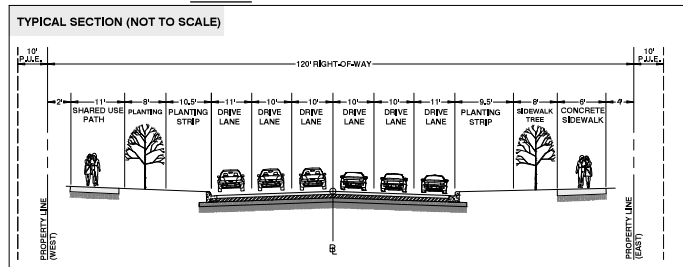 TYPICAL SECTION (NOT TO SCALE)
10'
P.U.E.
120' RIGHT-OF-WAY
10'
P.U.E.
2'
11'
8'
10.5'
11'
10'
10'
10'
10'
11'
9.5'
8'
6'
4'
SHARED USE
PATH
PLANTING
PLANTING
STRIP
DRIVE
LANE
DRIVE
LANE
DRIVE
LANE
DRIVE
LANE
DRIVE
LANE
DRIVE
LANE
PLANTING
STRIP
SIDEWALK
TREE
CONCRETE
SIDEWALK
PROPERTY LINE
(WEST)
PROPERTY LINE
(EAST)